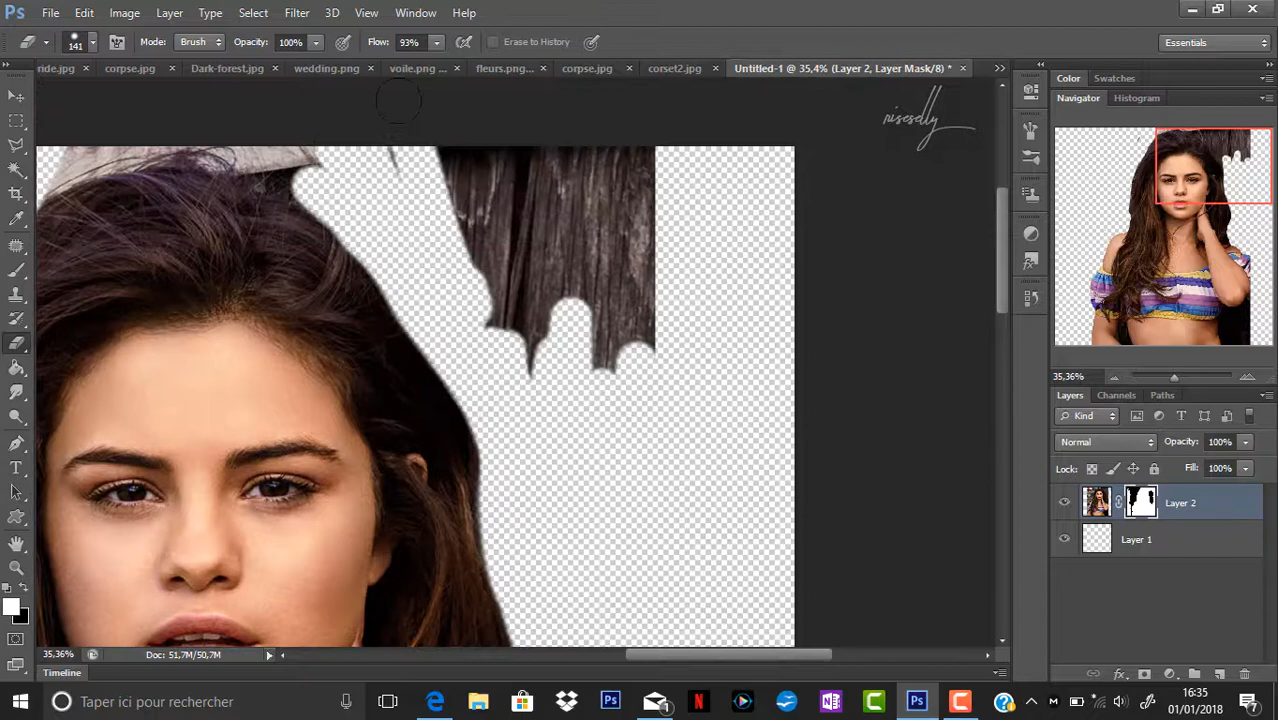 Ps File Edit Image Layer Type Select Filter 3D View Window Help
141 Mode: Brush Opacity: 100% Flow: 93% Erase to History Essentials
ride.jpg corpse.jpg Dark-forest.jpg wedding.png voile.png ... fleurs.png... corpse.jpg corset2.jpg Untitled-1 @ 35,4% (Layer 2, Layer Mask/8) *
Color Swatches
Navigator Histogram
riseselly
35,36%
Layers Channels Paths
Kind
Normal Opacity: 100%
Lock: Fill: 100%
Layer 2
Layer 1
35,36% Doc: 51,7M/50,7M
Timeline
Taper ici pour rechercher
16:35
01/01/2018